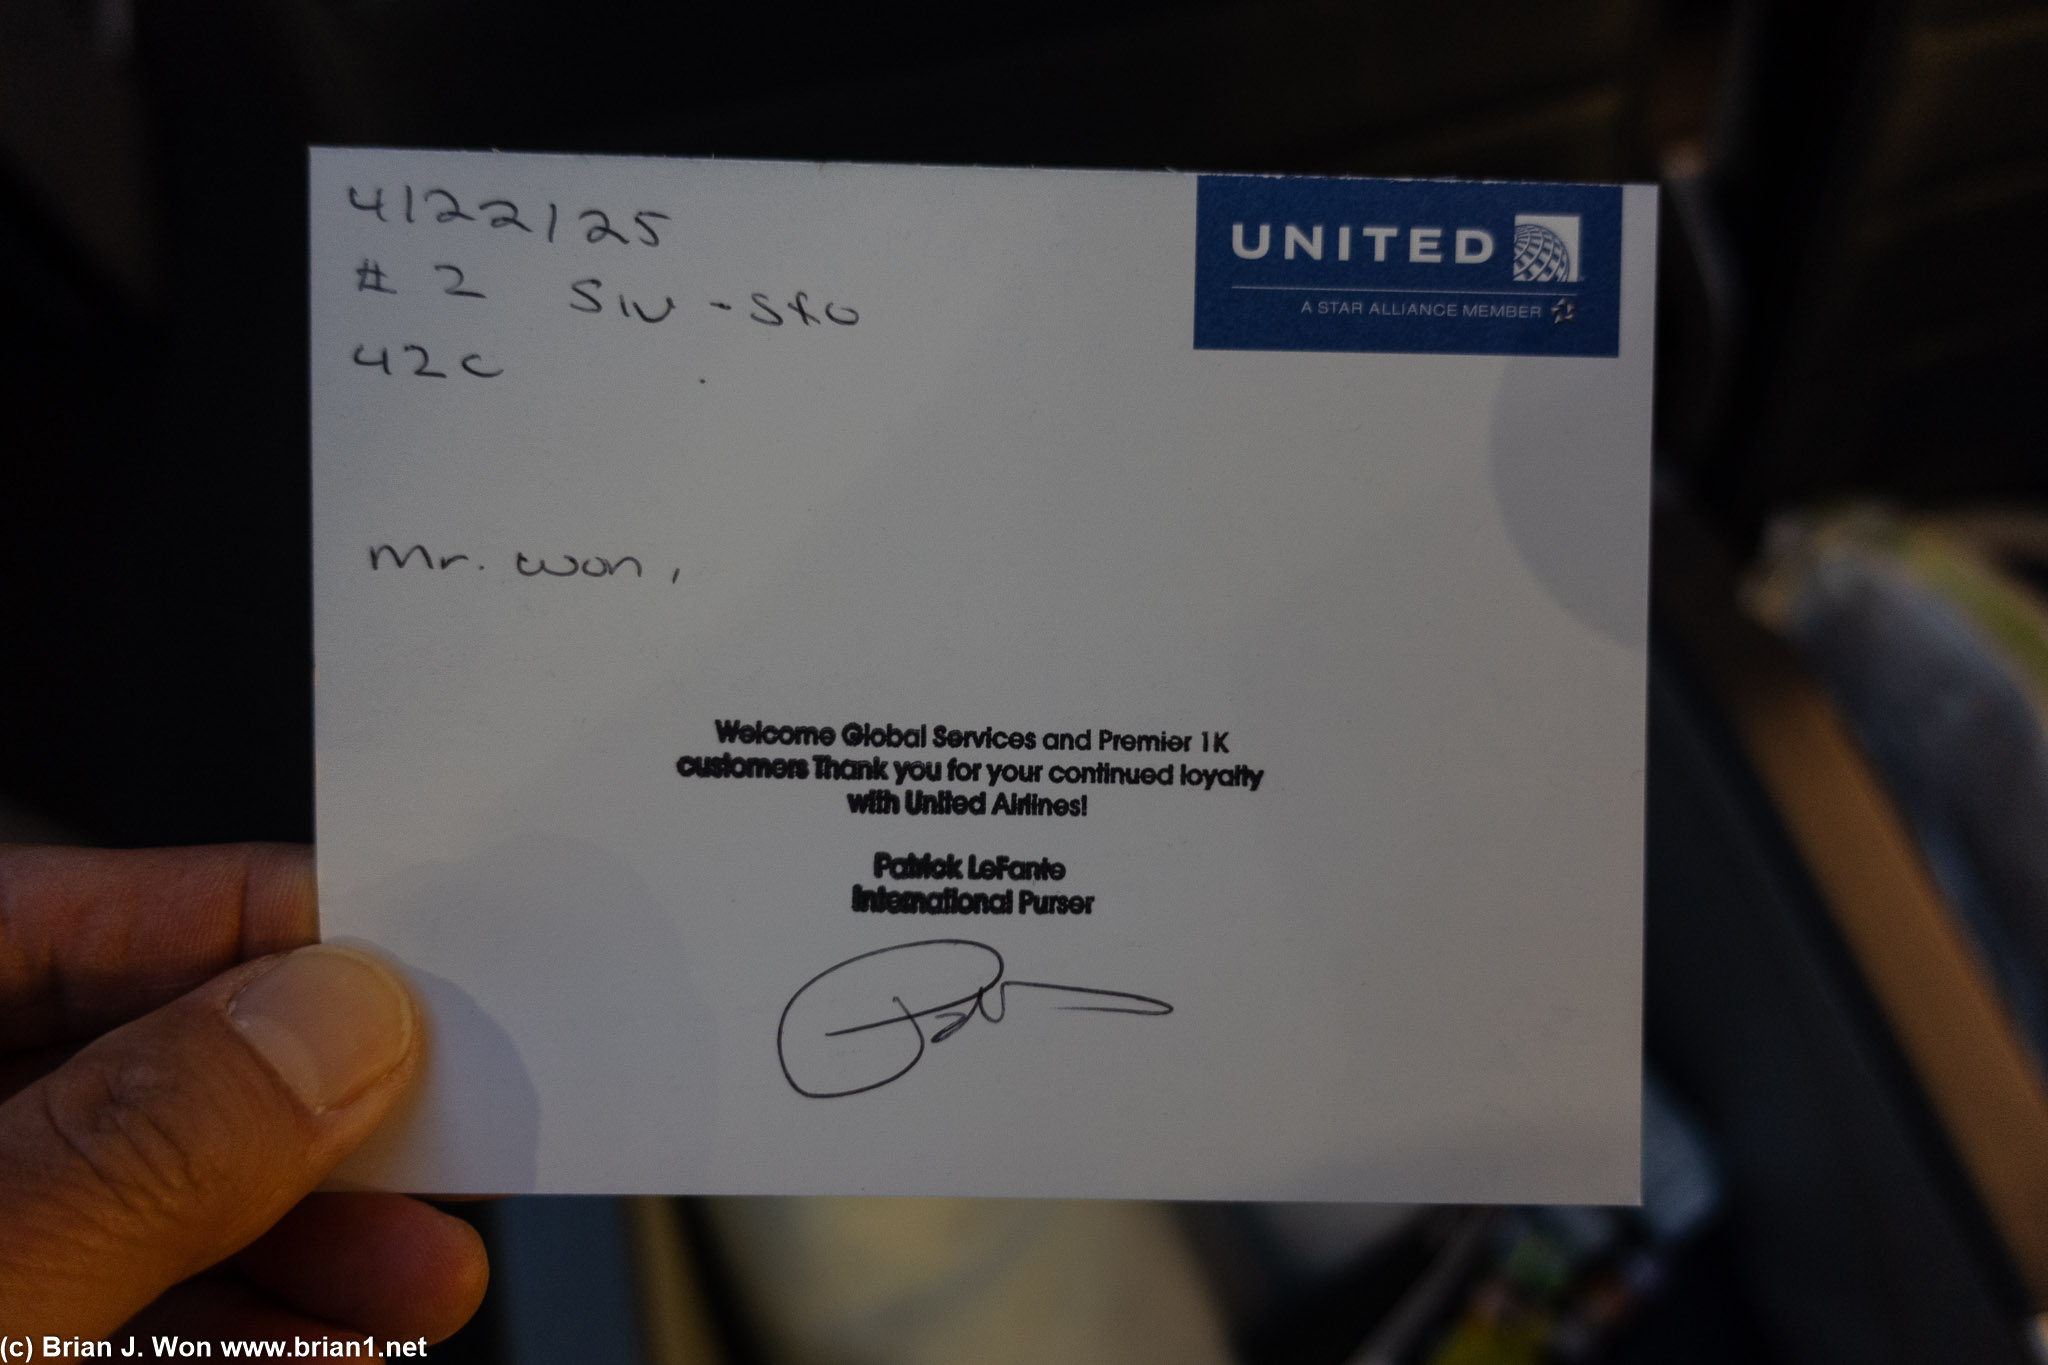 4/22/25
# 2 SIN - SFO
42C
UNITED
A STAR ALLIANCE MEMBER
Mr. Won,
Welcome Global Services and Premier 1K
customers Thank you for your continued loyalty
with United Airlines!
Patrick LeFante
International Purser
(c) Brian J. Won www.brian1.net